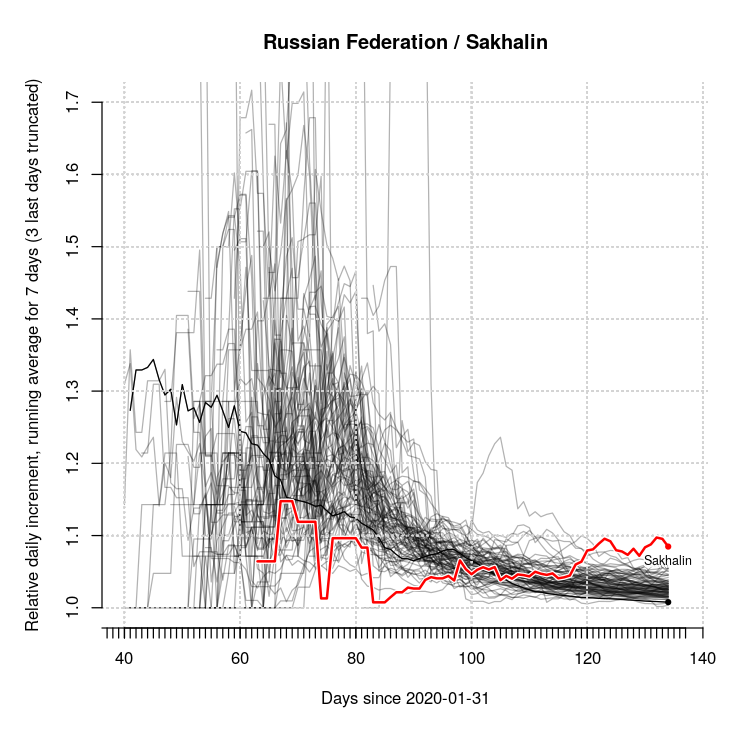 Russian Federation / Sakhalin
Relative daily increment, running average for 7 days (3 last days truncated)
1.7
1.6
1.5
1.4
1.3
1.2
1.1
1.0
Sakhalin
40 60 80 100 120 140
Days since 2020-01-31